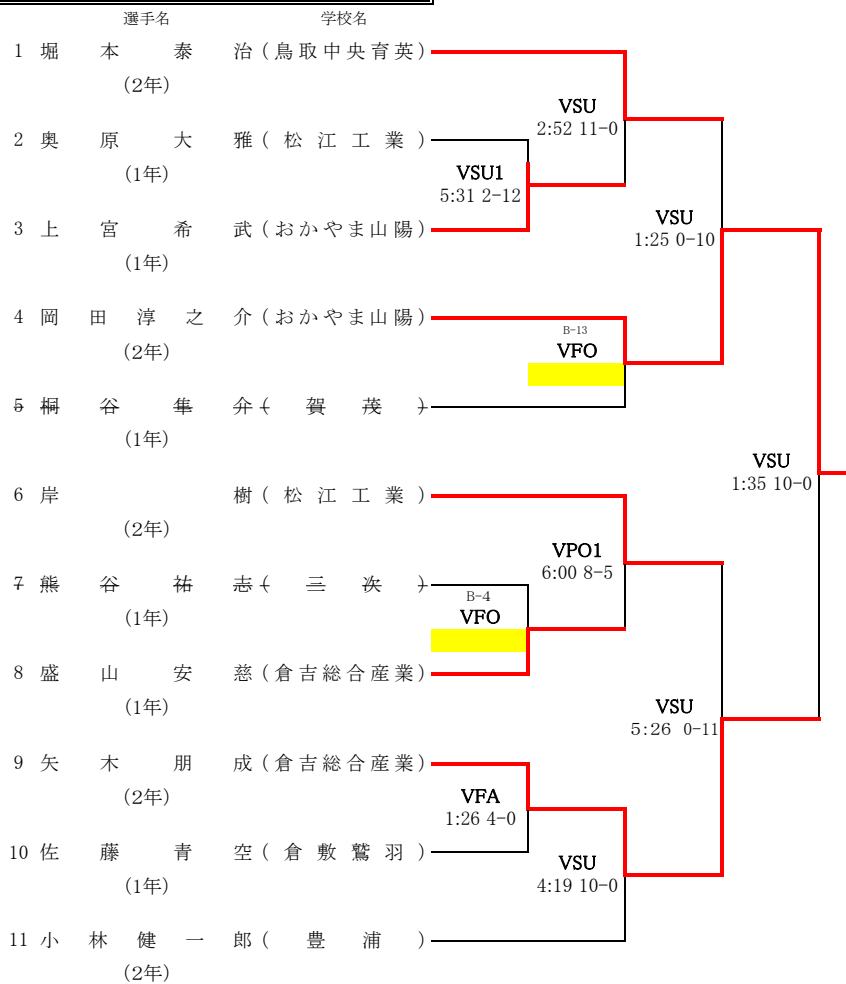 選手名 学校名
1 堀本泰治(鳥取中央育英)
(2年)
VSU
2:52 11-0
2 奥原大雅(松江工業)
(1年)
VSU1
5:31 2-12
VSU
1:25 0-10
3 上宮希武(おかやま山陽)
(1年)
4 岡田淳之介(おかやま山陽)
(2年)
B-13
VFO
5 桐谷隼介(賀茂)
(1年)
VSU
1:35 10-0
6 岸樹(松江工業)
(2年)
VPO1
6:00 8-5
7 熊谷祐志(三次)
(1年)
B-4
VFO
8 盛山安慈(倉吉総合産業)
(1年)
VSU
5:26 0-11
9 矢木朋成(倉吉総合産業)
(2年)
VFA
1:26 4-0
10 佐藤青空(倉敷鷲羽)
(1年)
VSU
4:19 10-0
11 小林健一郎(豊浦)
(2年)